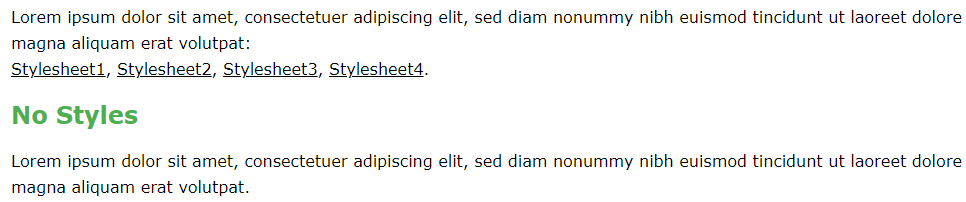 Lorem ipsum dolor sit amet, consectetuer adipiscing elit, sed diam nonummy nibh euismod tincidunt ut laoreet dolore
magna aliquam erat volutpat:
Stylesheet1, Stylesheet2, Stylesheet3, Stylesheet4.
No Styles
Lorem ipsum dolor sit amet, consectetuer adipiscing elit, sed diam nonummy nibh euismod tincidunt ut laoreet dolore
magna aliquam erat volutpat.